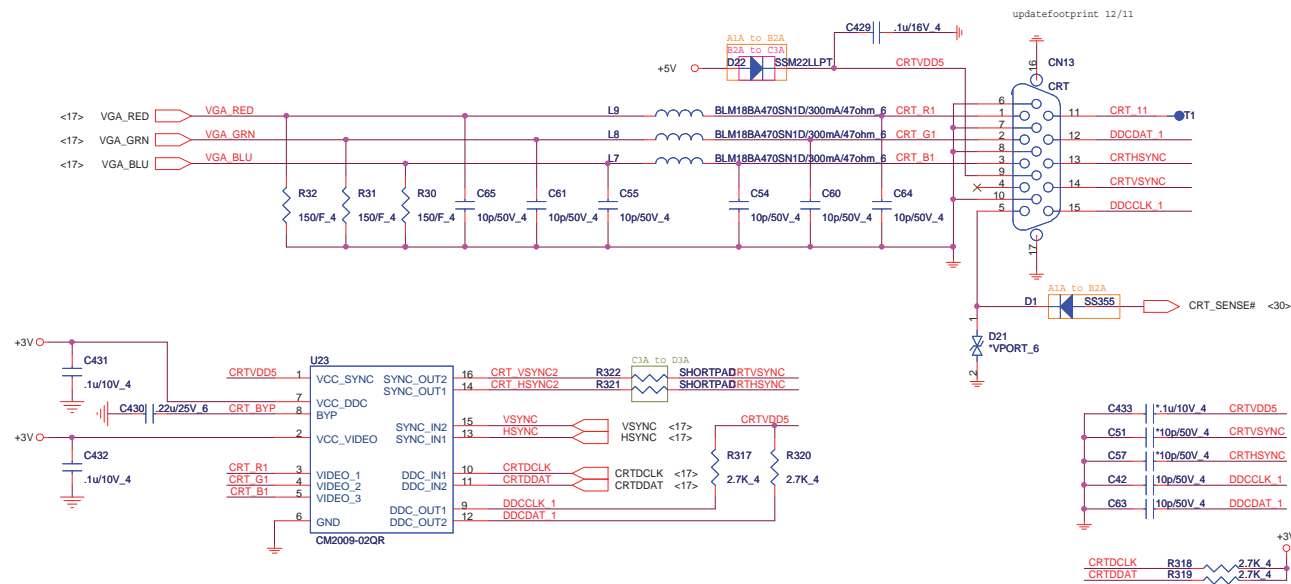 updatefootprint 12/11
C429 .1u/16V_4
A1A to B2A
B2A to C3A
D22 SSM22LLPT
+5V
CRTVDD5
16
CN13
CRT
<17> VGA_RED VGA_RED L9 BLM18BA470SN1D/300mA/47ohm_6 CRT_R1
<17> VGA_GRN VGA_GRN L8 BLM18BA470SN1D/300mA/47ohm_6 CRT_G1
<17> VGA_BLU VGA_BLU L7 BLM18BA470SN1D/300mA/47ohm_6 CRT_B1
6
1
7
2
8
3
9
4
10
5
11 CRT_11 T1
12 DDCDAT_1
13 CRTHSYNC
14 CRTVSYNC
15 DDCCLK_1
17
R32 R31 R30 C65 C61 C55 C54 C60 C64
150/F_4 150/F_4 150/F_4 10p/50V_4 10p/50V_4 10p/50V_4 10p/50V_4 10p/50V_4 10p/50V_4
A1A to B2A
D1 SS355
CRT_SENSE# <30>
1
D21
*VPORT_6
2
+3V
C431
.1u/10V_4
C430 .22u/25V_6 CRT_BYP
+3V
C432
.1u/10V_4
U23
CRTVDD5 1 VCC_SYNC
7 VCC_DDC
8 BYP
2 VCC_VIDEO
CRT_R1 3 VIDEO_1
CRT_G1 4 VIDEO_2
CRT_B1 5 VIDEO_3
6 GND
CM2009-02QR
C3A to D3A
SYNC_OUT2 16 CRT_VSYNC2 R322 SHORTPAD CRTVSYNC
SYNC_OUT1 14 CRT_HSYNC2 R321 SHORTPAD CRTHSYNC
SYNC_IN2 15 VSYNC VSYNC <17>
SYNC_IN1 13 HSYNC HSYNC <17>
DDC_IN1 10 CRTDCLK CRTDCLK <17>
DDC_IN2 11 CRTDDAT CRTDDAT <17>
DDC_OUT1 9 DDCCLK_1
DDC_OUT2 12 DDCDAT_1
CRTVDD5
R317 R320
2.7K_4 2.7K_4
C433 *.1u/10V_4 CRTVDD5
C51 *10p/50V_4 CRTVSYNC
C57 *10p/50V_4 CRTHSYNC
C42 10p/50V_4 DDCCLK_1
C63 10p/50V_4 DDCDAT_1
+3V
CRTDCLK R318 2.7K_4
CRTDDAT R319 2.7K_4